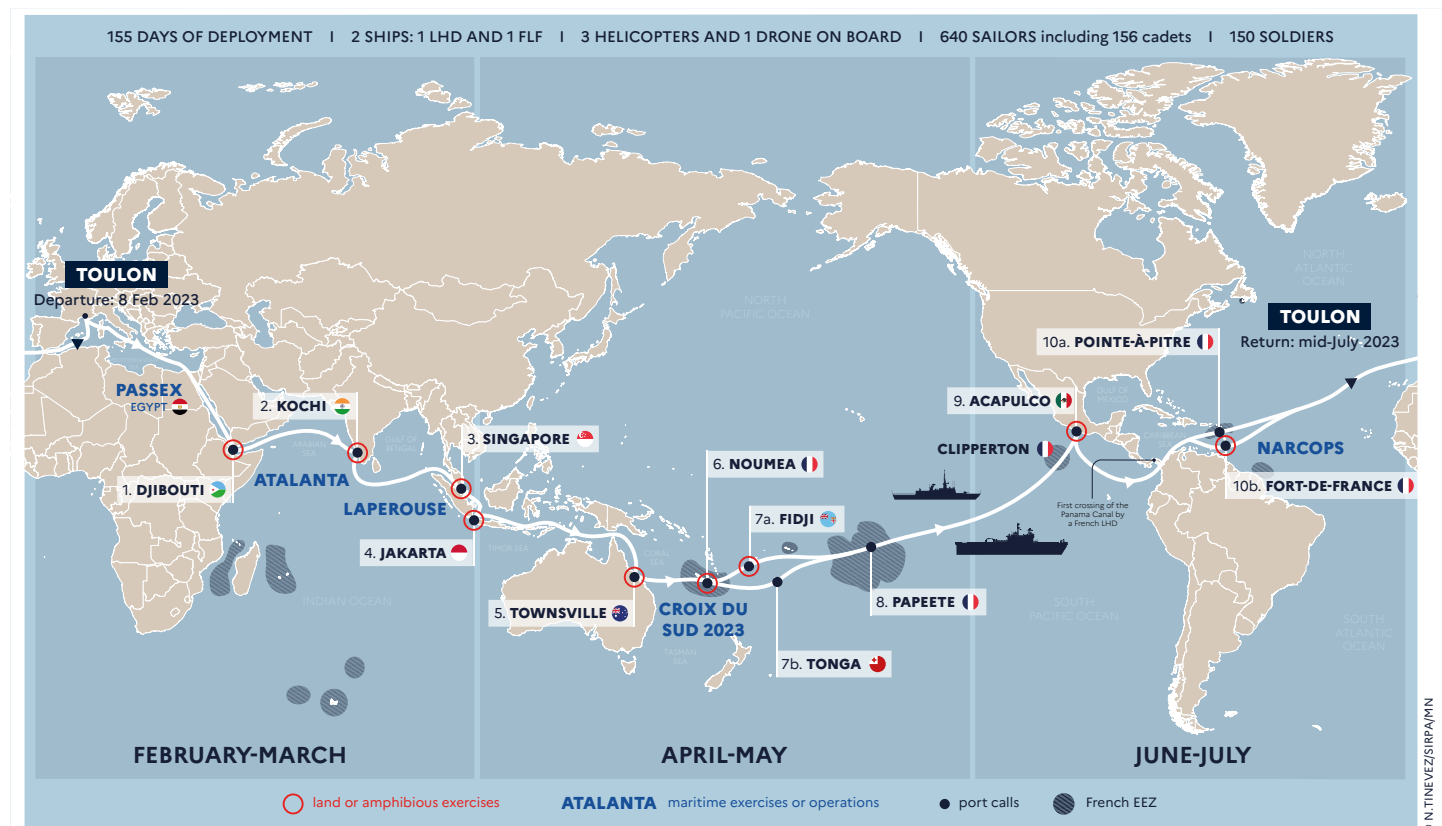 155 DAYS OF DEPLOYMENT I 2 SHIPS: 1 LHD AND 1 FLF I 3 HELICOPTERS AND 1 DRONE ON BOARD I 640 SAILORS including 156 cadets I 150 SOLDIERS
TOULON
Departure: 8 Feb 2023
PASSEX
EGYPT
1. DJIBOUTI
2. KOCHI
ARABIAN
SEA
GULF OF
BENGAL
ATALANTA
3. SINGAPORE
LAPEROUSE
4. JAKARTA
INDIAN OCEAN
TIMOR SEA
5. TOWNSVILLE
CORAL
SEA
6. NOUMEA
CROIX DU
SUD 2023
TASMAN
SEA
7a. FIDJI
7b. TONGA
8. PAPEETE
NORTH
PACIFIC OCEAN
SOUTH
PACIFIC OCEAN
9. ACAPULCO
CLIPPERTON
GULF OF
MEXICO
First crossing of the
Panama Canal by
a French LHD
CARIBBEAN
SEA
10a. POINTE-À-PITRE
NARCOPS
10b. FORT-DE-FRANCE
NORTH
ATLANTIC
OCEAN
TOULON
Return: mid-July 2023
SOUTH
ATLANTIC
OCEAN
FEBRUARY-MARCH
APRIL-MAY
JUNE-JULY
land or amphibious exercises
ATALANTA maritime exercises or operations
port calls
French EEZ
N.TINEVEZ/SIRPA/MN